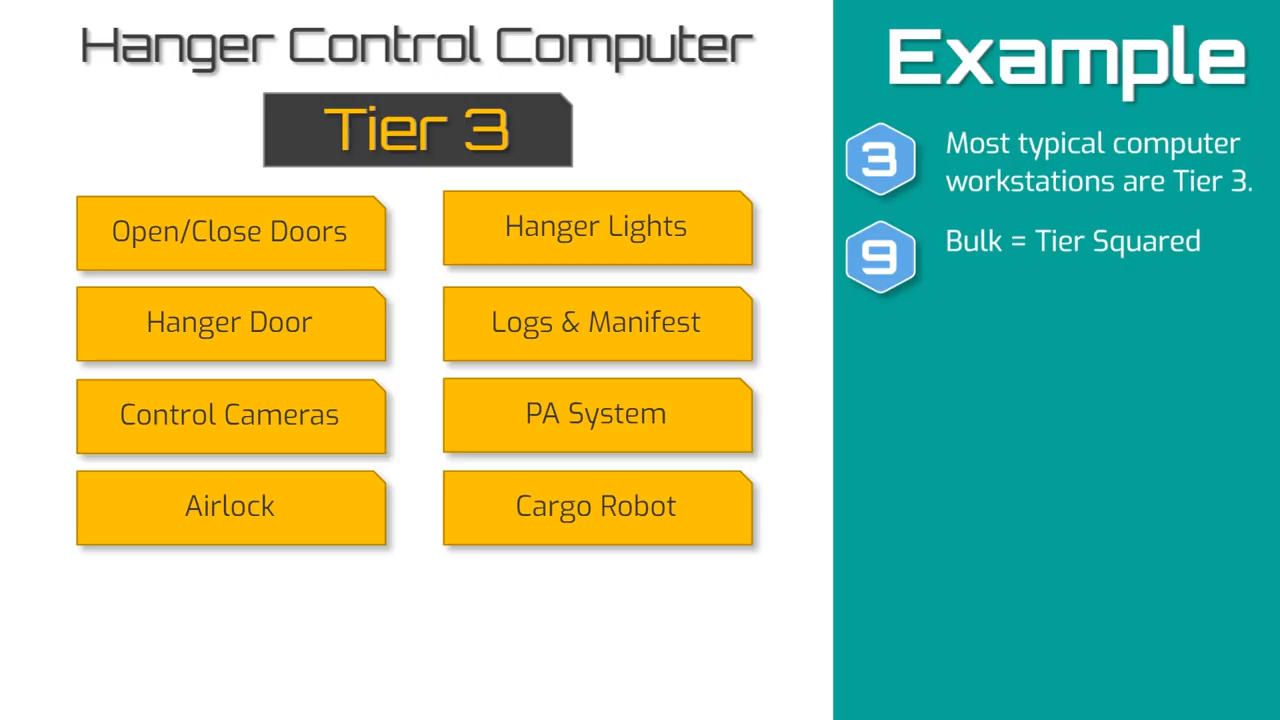 Hanger Control Computer
Tier 3
Open/Close Doors
Hanger Door
Control Cameras
Airlock
Hanger Lights
Logs & Manifest
PA System
Cargo Robot
Example
3
Most typical computer
workstations are Tier 3.
9
Bulk = Tier Squared